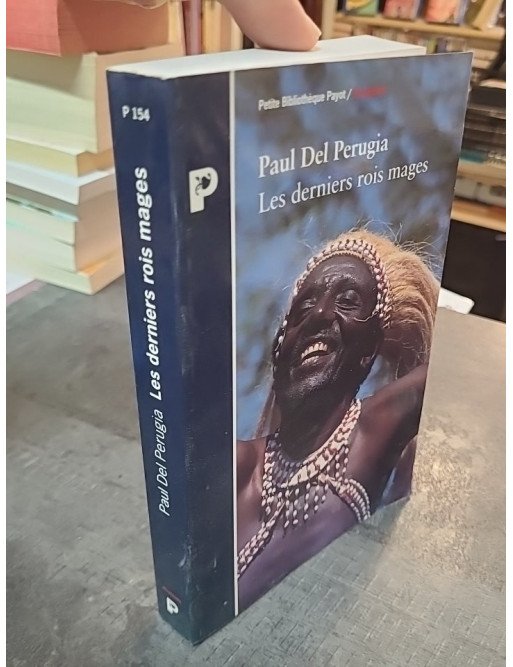 P 154
Paul Del Perugia Les derniers rois mages
Petite Bibliothèque Payot /
Paul Del Perugia
Les derniers rois mages